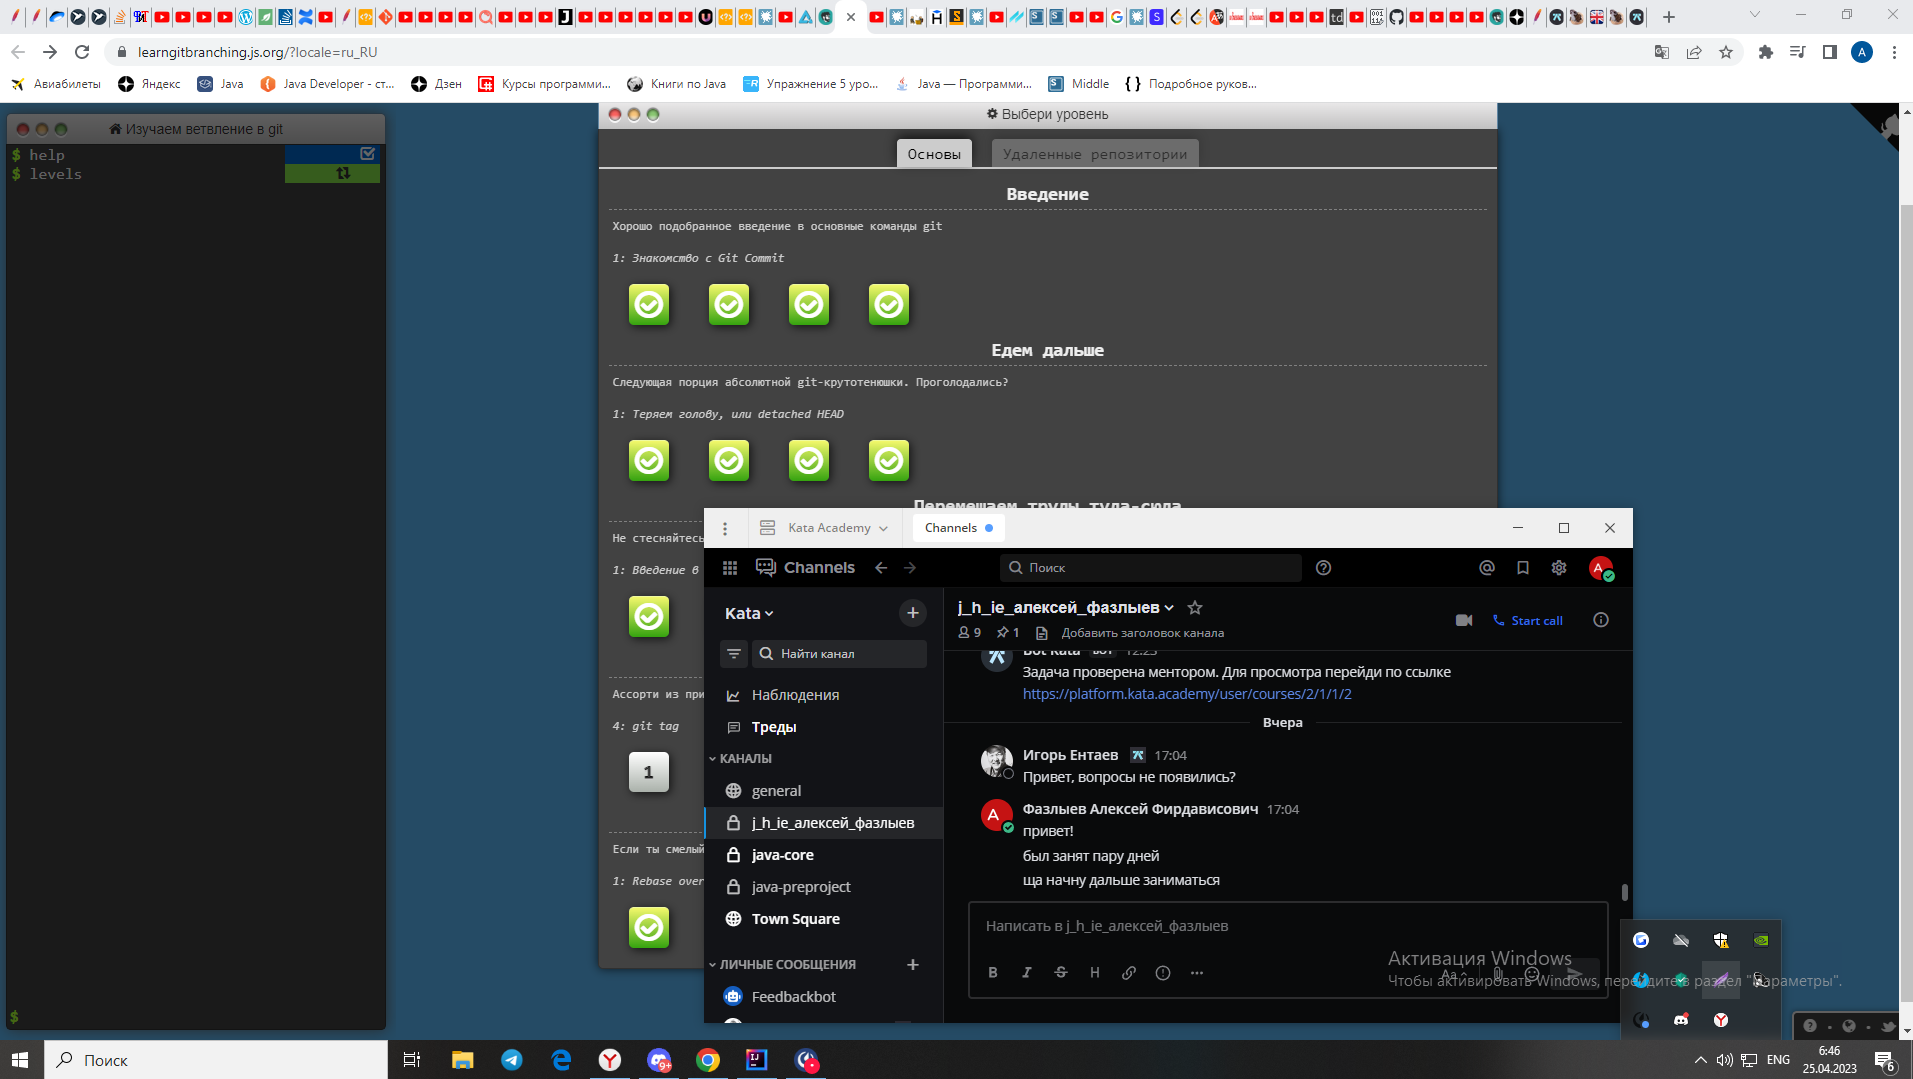 learngitbranching.js.org/?locale=ru_RU
A
Авиабилеты
Яндекс
Java
Java Developer - ст...
Дзен
Курсы программи...
Книги по Java
Упражнение 5 уро...
Java — Программи...
Middle
Подробное руков...
Изучаем ветвление в git
$ help
$ levels
$
Выбери уровень
Основы
Удаленные репозитории
Введение
Хорошо подобранное введение в основные команды git
1: Знакомство с Git Commit
Едем дальше
Следующая порция абсолютной git-крутотенюшки. Проголодались?
1: Теряем голову, или detached HEAD
Перемещаем труды туда-сюда
Не стесняйтесь
1: Введение в
Ассорти из при
4: git tag
1
Если ты смелый
1: Rebase over
Kata Academy
Channels
Channels
Поиск
A
Kata
Найти канал
Наблюдения
Треды
КАНАЛЫ
general
j_h_ie_алексей_фазлыев
java-core
java-preproject
Town Square
ЛИЧНЫЕ СООБЩЕНИЯ
Feedbackbot
j_h_ie_алексей_фазлыев
9
1
Добавить заголовок канала
Start call
Bot Kata БОТ 12:23
Задача проверена ментором. Для просмотра перейди по ссылке
https://platform.kata.academy/user/courses/2/1/1/2
Вчера
Игорь Ентаев 17:04
Привет, вопросы не появились?
A
Фазлыев Алексей Фирдависович 17:04
привет!
был занят пару дней
ща начну дальше заниматься
Написать в j_h_ie_алексей_фазлыев
B I S H
Aa
Активация Windows
Чтобы активировать Windows, перейдите в раздел "Параметры".
Поиск
9+
ENG
6:46
25.04.2023
6